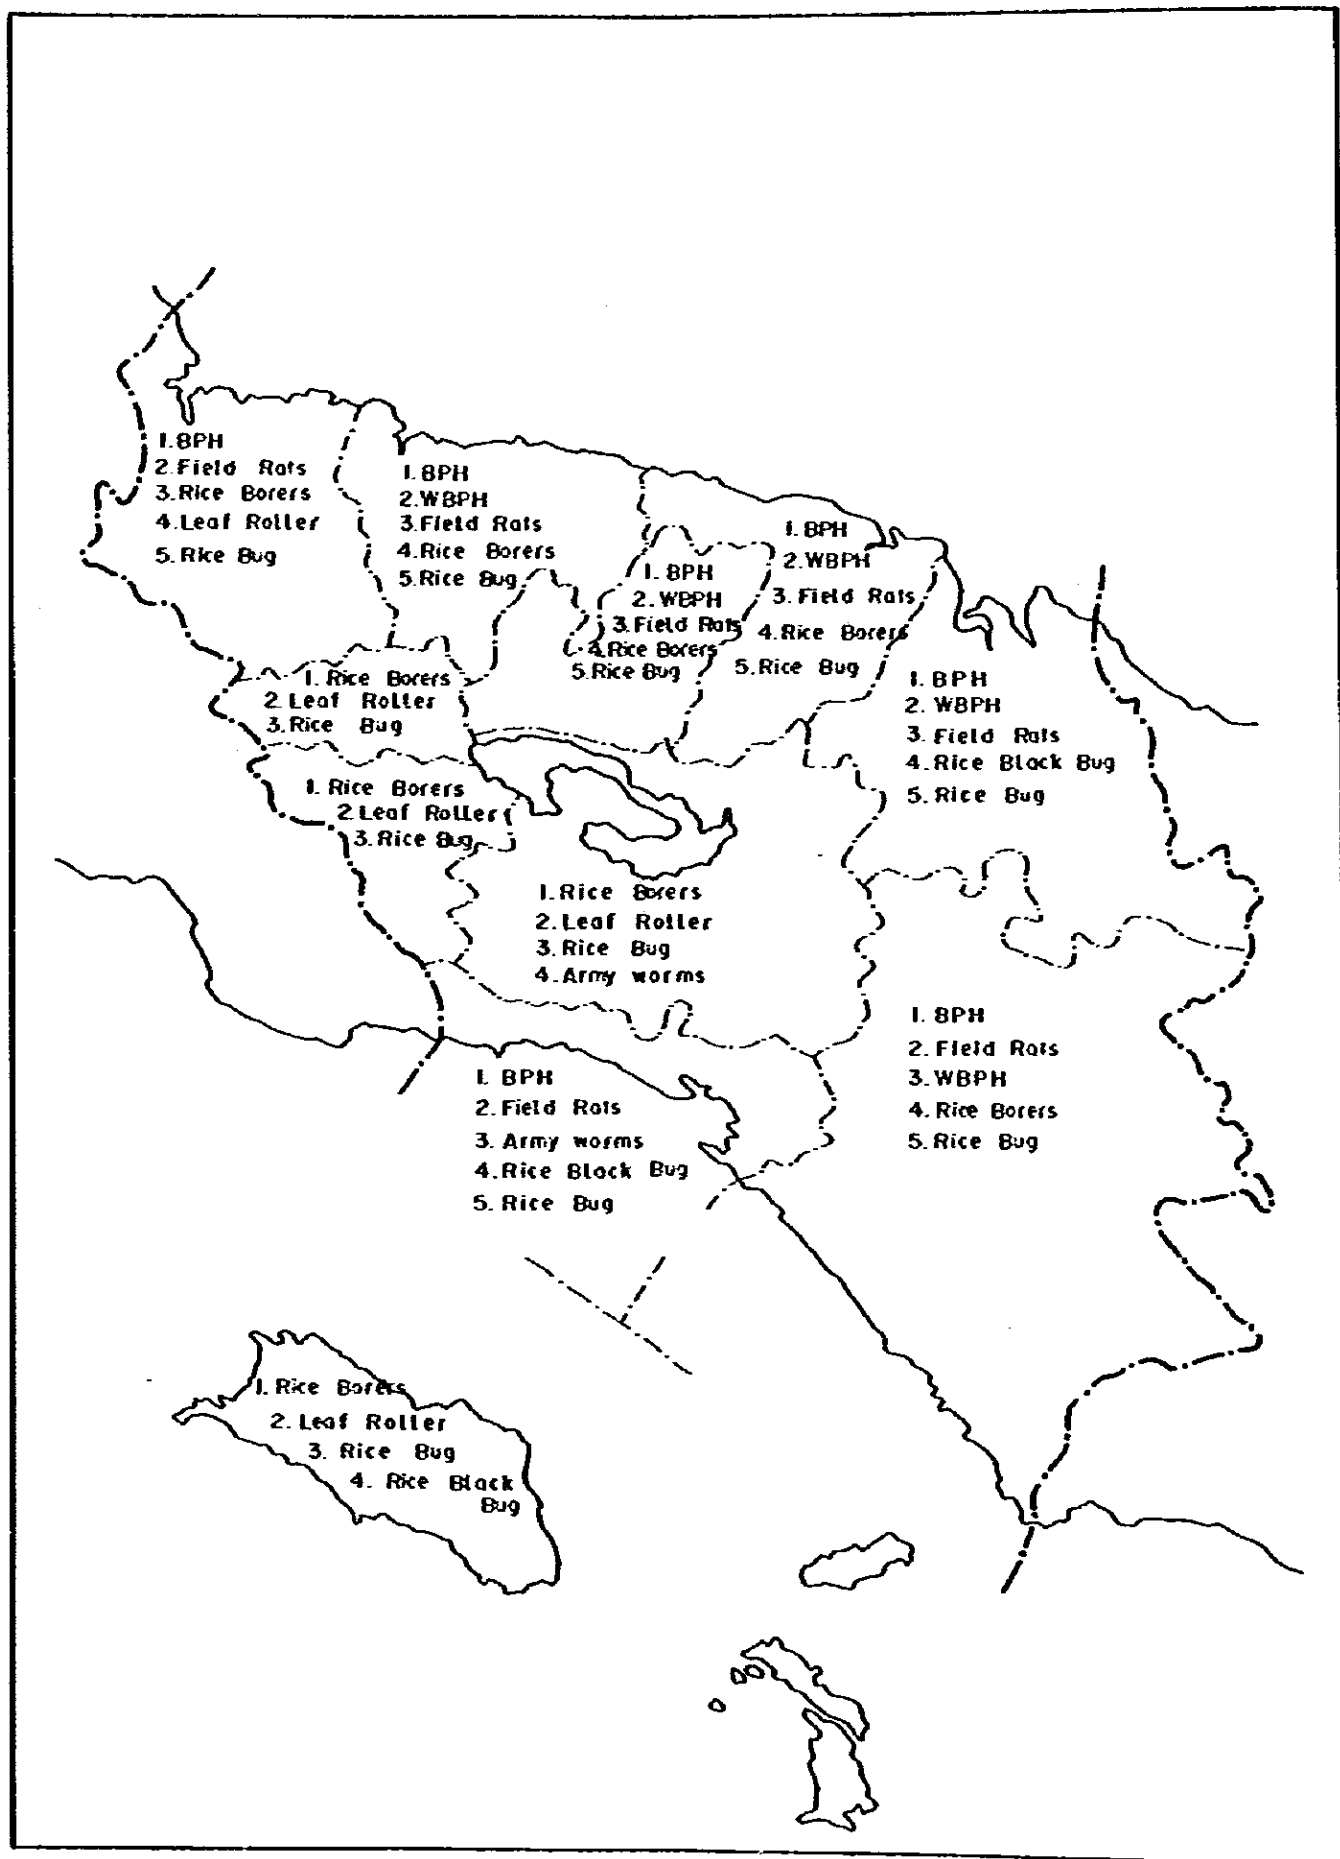 1. BPH
2. Field Rats
3. Rice Borers
4. Leaf Roller
5. Rice Bug
1. BPH
2. WBPH
3. Field Rats
4. Rice Borers
5. Rice Bug
1. BPH
2. WBPH
3. Field Rats
4. Rice Borers
5. Rice Bug
1. BPH
2. WBPH
3. Field Rats
4. Rice Borers
5. Rice Bug
1. BPH
2. WBPH
3. Field Rats
4. Rice Black Bug
5. Rice Bug
1. Rice Borers
2. Leaf Roller
3. Rice Bug
1. Rice Borers
2. Leaf Roller
3. Rice Bug
1. Rice Borers
2. Leaf Roller
3. Rice Bug
4. Army worms
1. BPH
2. Field Rats
3. WBPH
4. Rice Borers
5. Rice Bug
1. BPH
2. Field Rats
3. Army worms
4. Rice Black Bug
5. Rice Bug
1. Rice Borers
2. Leaf Roller
3. Rice Bug
4. Rice Black
Bug